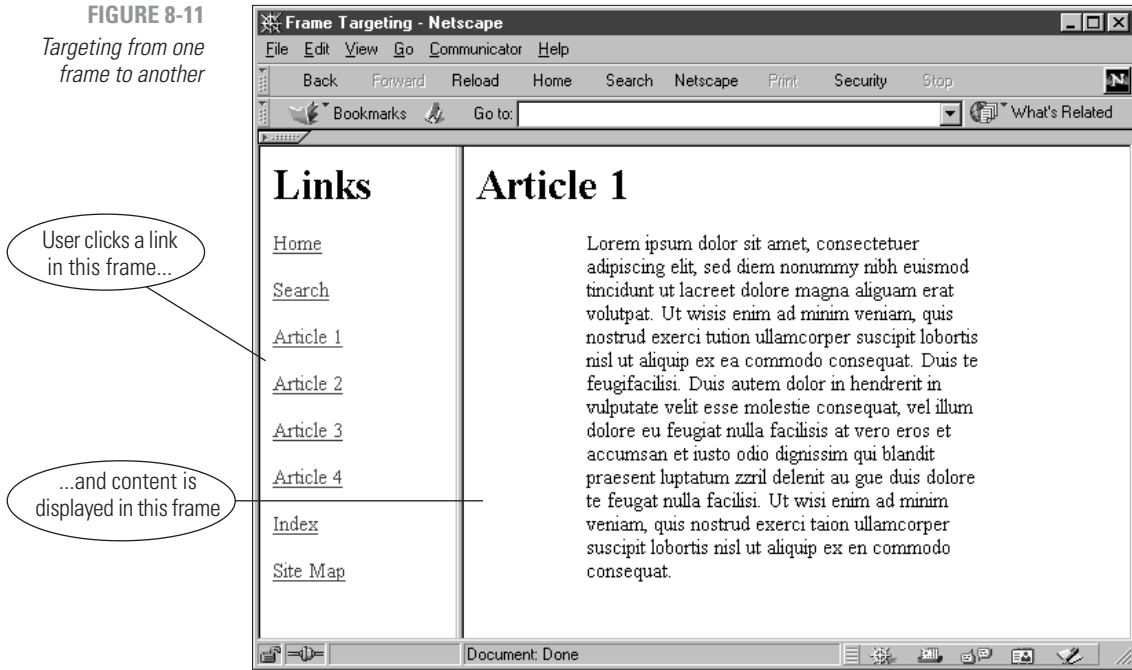 FIGURE 8-11
Targeting from one
frame to another
Frame Targeting - Netscape
File Edit View Go Communicator Help
Back Forward Reload Home Search Netscape Print Security Stop
N
Bookmarks Go to: What's Related
Links
Home
Search
Article 1
Article 2
Article 3
Article 4
Index
Site Map
User clicks a link
in this frame...
...and content is
displayed in this frame
Article 1
Lorem ipsum dolor sit amet, consectetuer
adipiscing elit, sed diem nonummy nibh euismod
tincidunt ut lacreet dolore magna aliguam erat
volutpat. Ut wisis enim ad minim veniam, quis
nostrud exerci tution ullamcorper suscipit lobortis
nisl ut aliquip ex ea commodo consequat. Duis te
feugifacilisi. Duis autem dolor in hendrerit in
vulputate velit esse molestie consequat, vel illum
dolore eu feugiat nulla facilisis at vero eros et
accumsan et iusto odio dignissim qui blandit
praesent luptatum zzril delenit au gue duis dolore
te feugat nulla facilisi. Ut wisi enim ad minim
veniam, quis nostrud exerci taion ullamcorper
suscipit lobortis nisl ut aliquip ex en commodo
consequat.
Document: Done